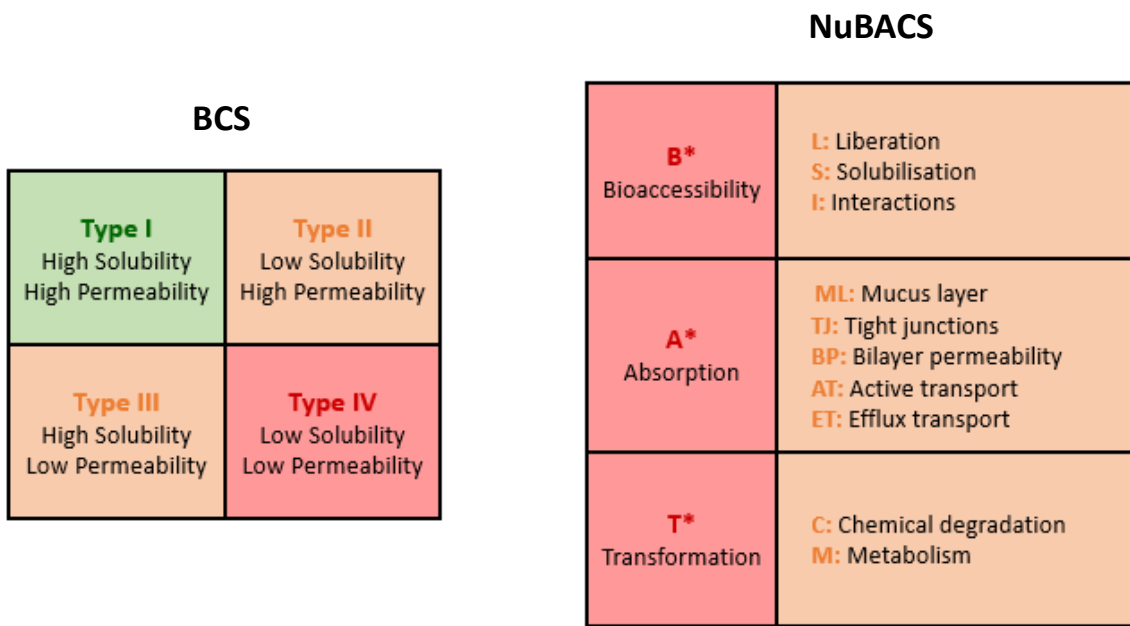 NuBACS
BCS
Type I
High Solubility
High Permeability
Type II
Low Solubility
High Permeability
Type III
High Solubility
Low Permeability
Type IV
Low Solubility
Low Permeability
B*
Bioaccessibility
L: Liberation
S: Solubilisation
I: Interactions
A*
Absorption
ML: Mucus layer
TJ: Tight junctions
BP: Bilayer permeability
AT: Active transport
ET: Efflux transport
T*
Transformation
C: Chemical degradation
M: Metabolism